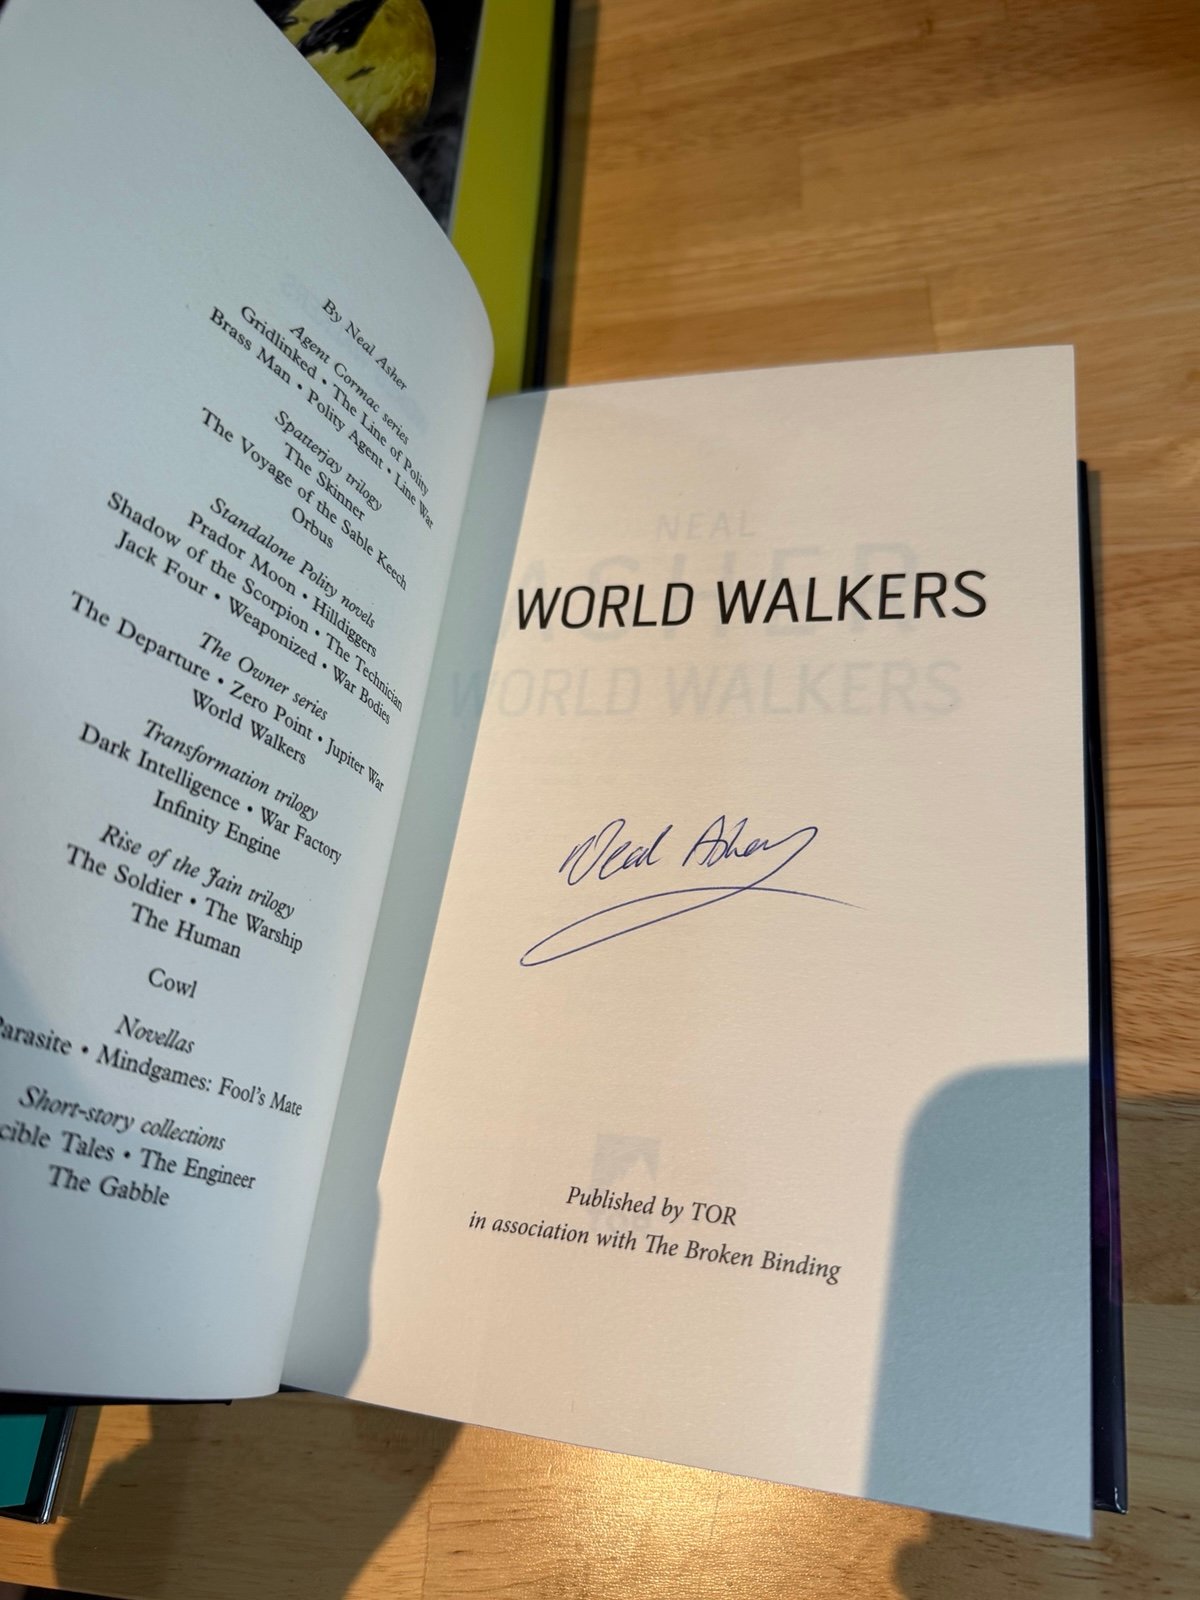 By Neal Asher
Agent Cormac series
Gridlinked • The Line of Polity
Brass Man • Polity Agent • Line War
Spatterjay trilogy
The Skinner
The Voyage of the Sable Keech
Orbus
Standalone Polity novels
Prador Moon • Hilldiggers
Shadow of the Scorpion • The Technician
Jack Four • Weaponized • War Bodies
The Owner series
The Departure • Zero Point • Jupiter War
World Walkers
Transformation trilogy
Dark Intelligence • War Factory
Infinity Engine
Rise of the Jain trilogy
The Soldier • The Warship
The Human
Cowl
Novellas
Parasite • Mindgames: Fool's Mate
Short-story collections
cible Tales • The Engineer
The Gabble
NEAL
ASHER
WORLD WALKERS
WORLD WALKERS
Neal Asher
Published by TOR
in association with The Broken Binding